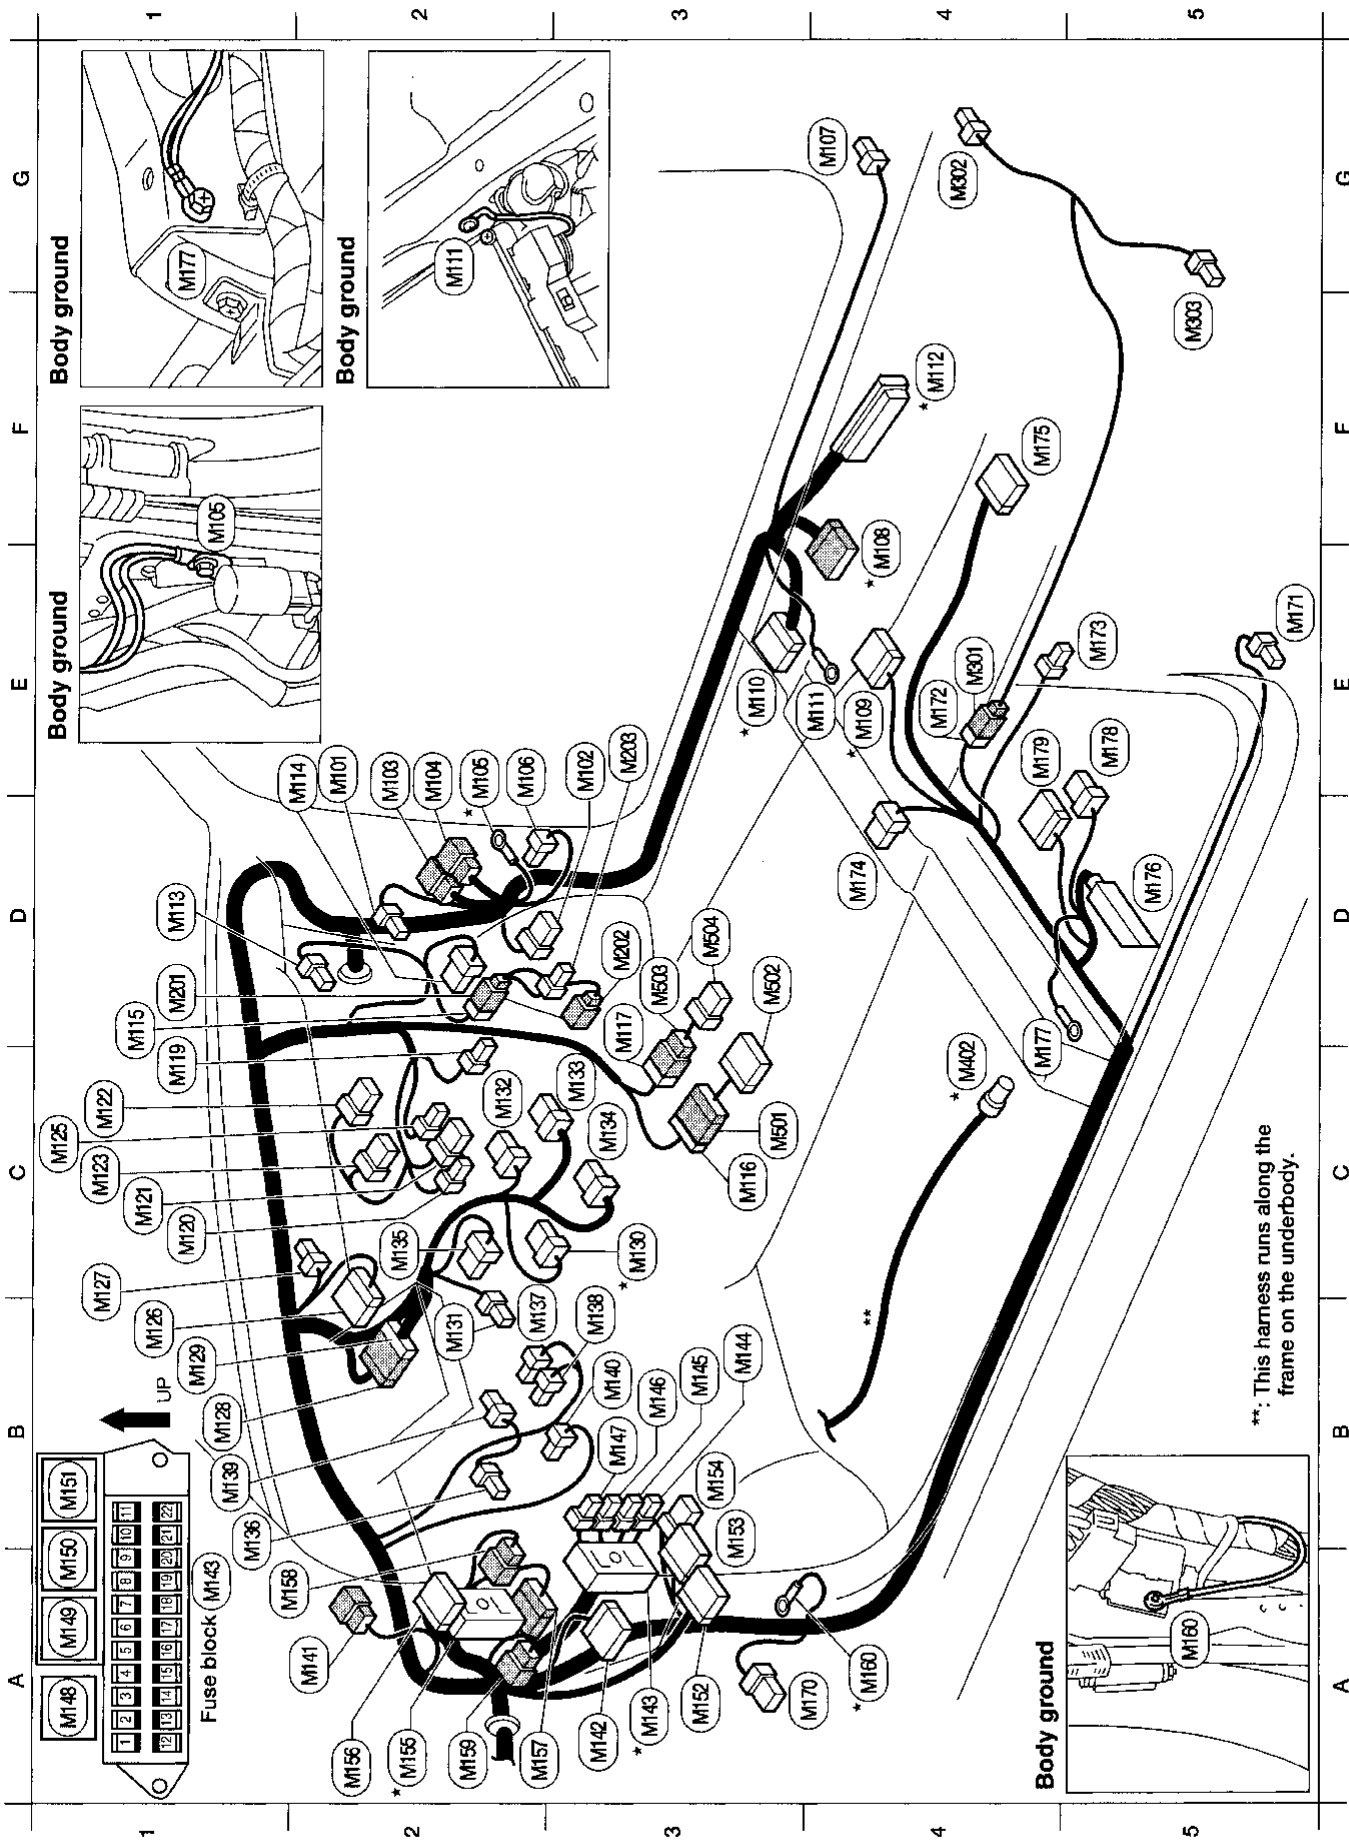 1
2
3
4
5
G
F
E
D
C
B
A
M148
M149
M150
M151
1 2 3 4 5 6 7 8 9 10 11
12 13 14 15 16 17 18 19 20 21 22
Fuse block M143
UP
Body ground
M105
Body ground
M177
Body ground
M111
M141
M158
M136
M139
M128
M129
M126
M127
M120
M121
M123
M125
M122
M119
M115
M201
M113
M114
M101
M103
M104
★ M105
M106
M102
M203
M202
M504
M503
M502
M117
M501
M116
M132
M133
M134
M135
★ M130
M131
M137
M138
M140
M146
M145
M144
M147
M154
M153
M156
★ M155
M159
M157
M142
★ M143
M152
M170
★ M160
M107
M302
M303
★ M112
M175
★ M108
★ M110
M111
★ M109
M172
M301
M173
M171
M179
M178
M174
M176
M177
★ M402
**
Body ground
M160
**: This harness runs along the
frame on the underbody.
1
2
3
4
5
G
F
E
D
C
B
A